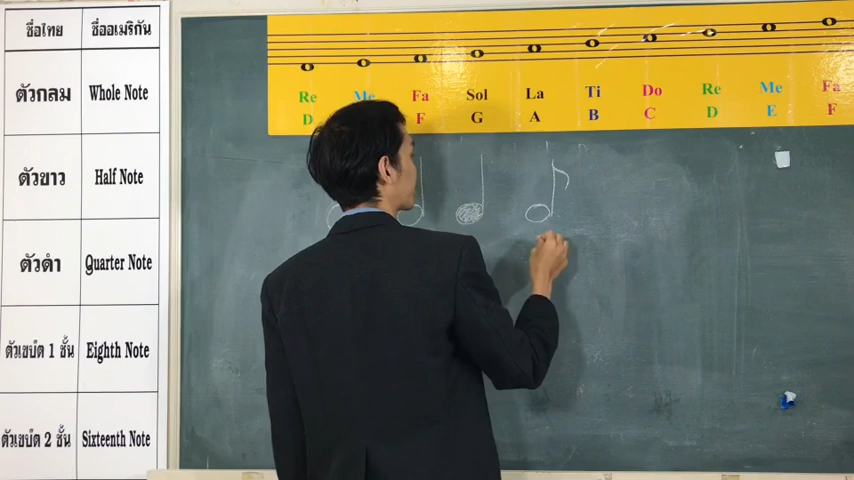 ชื่อไทย ชื่ออเมริกัน
ตัวกลม Whole Note
ตัวขาว Half Note
ตัวดำ Quarter Note
ตัวเขบ็ต 1 ชั้น Eighth Note
ตัวเขบ็ต 2 ชั้น Sixteenth Note
Re Me Fa Sol La Ti Do Re Me Fa
D F G A B C D E F